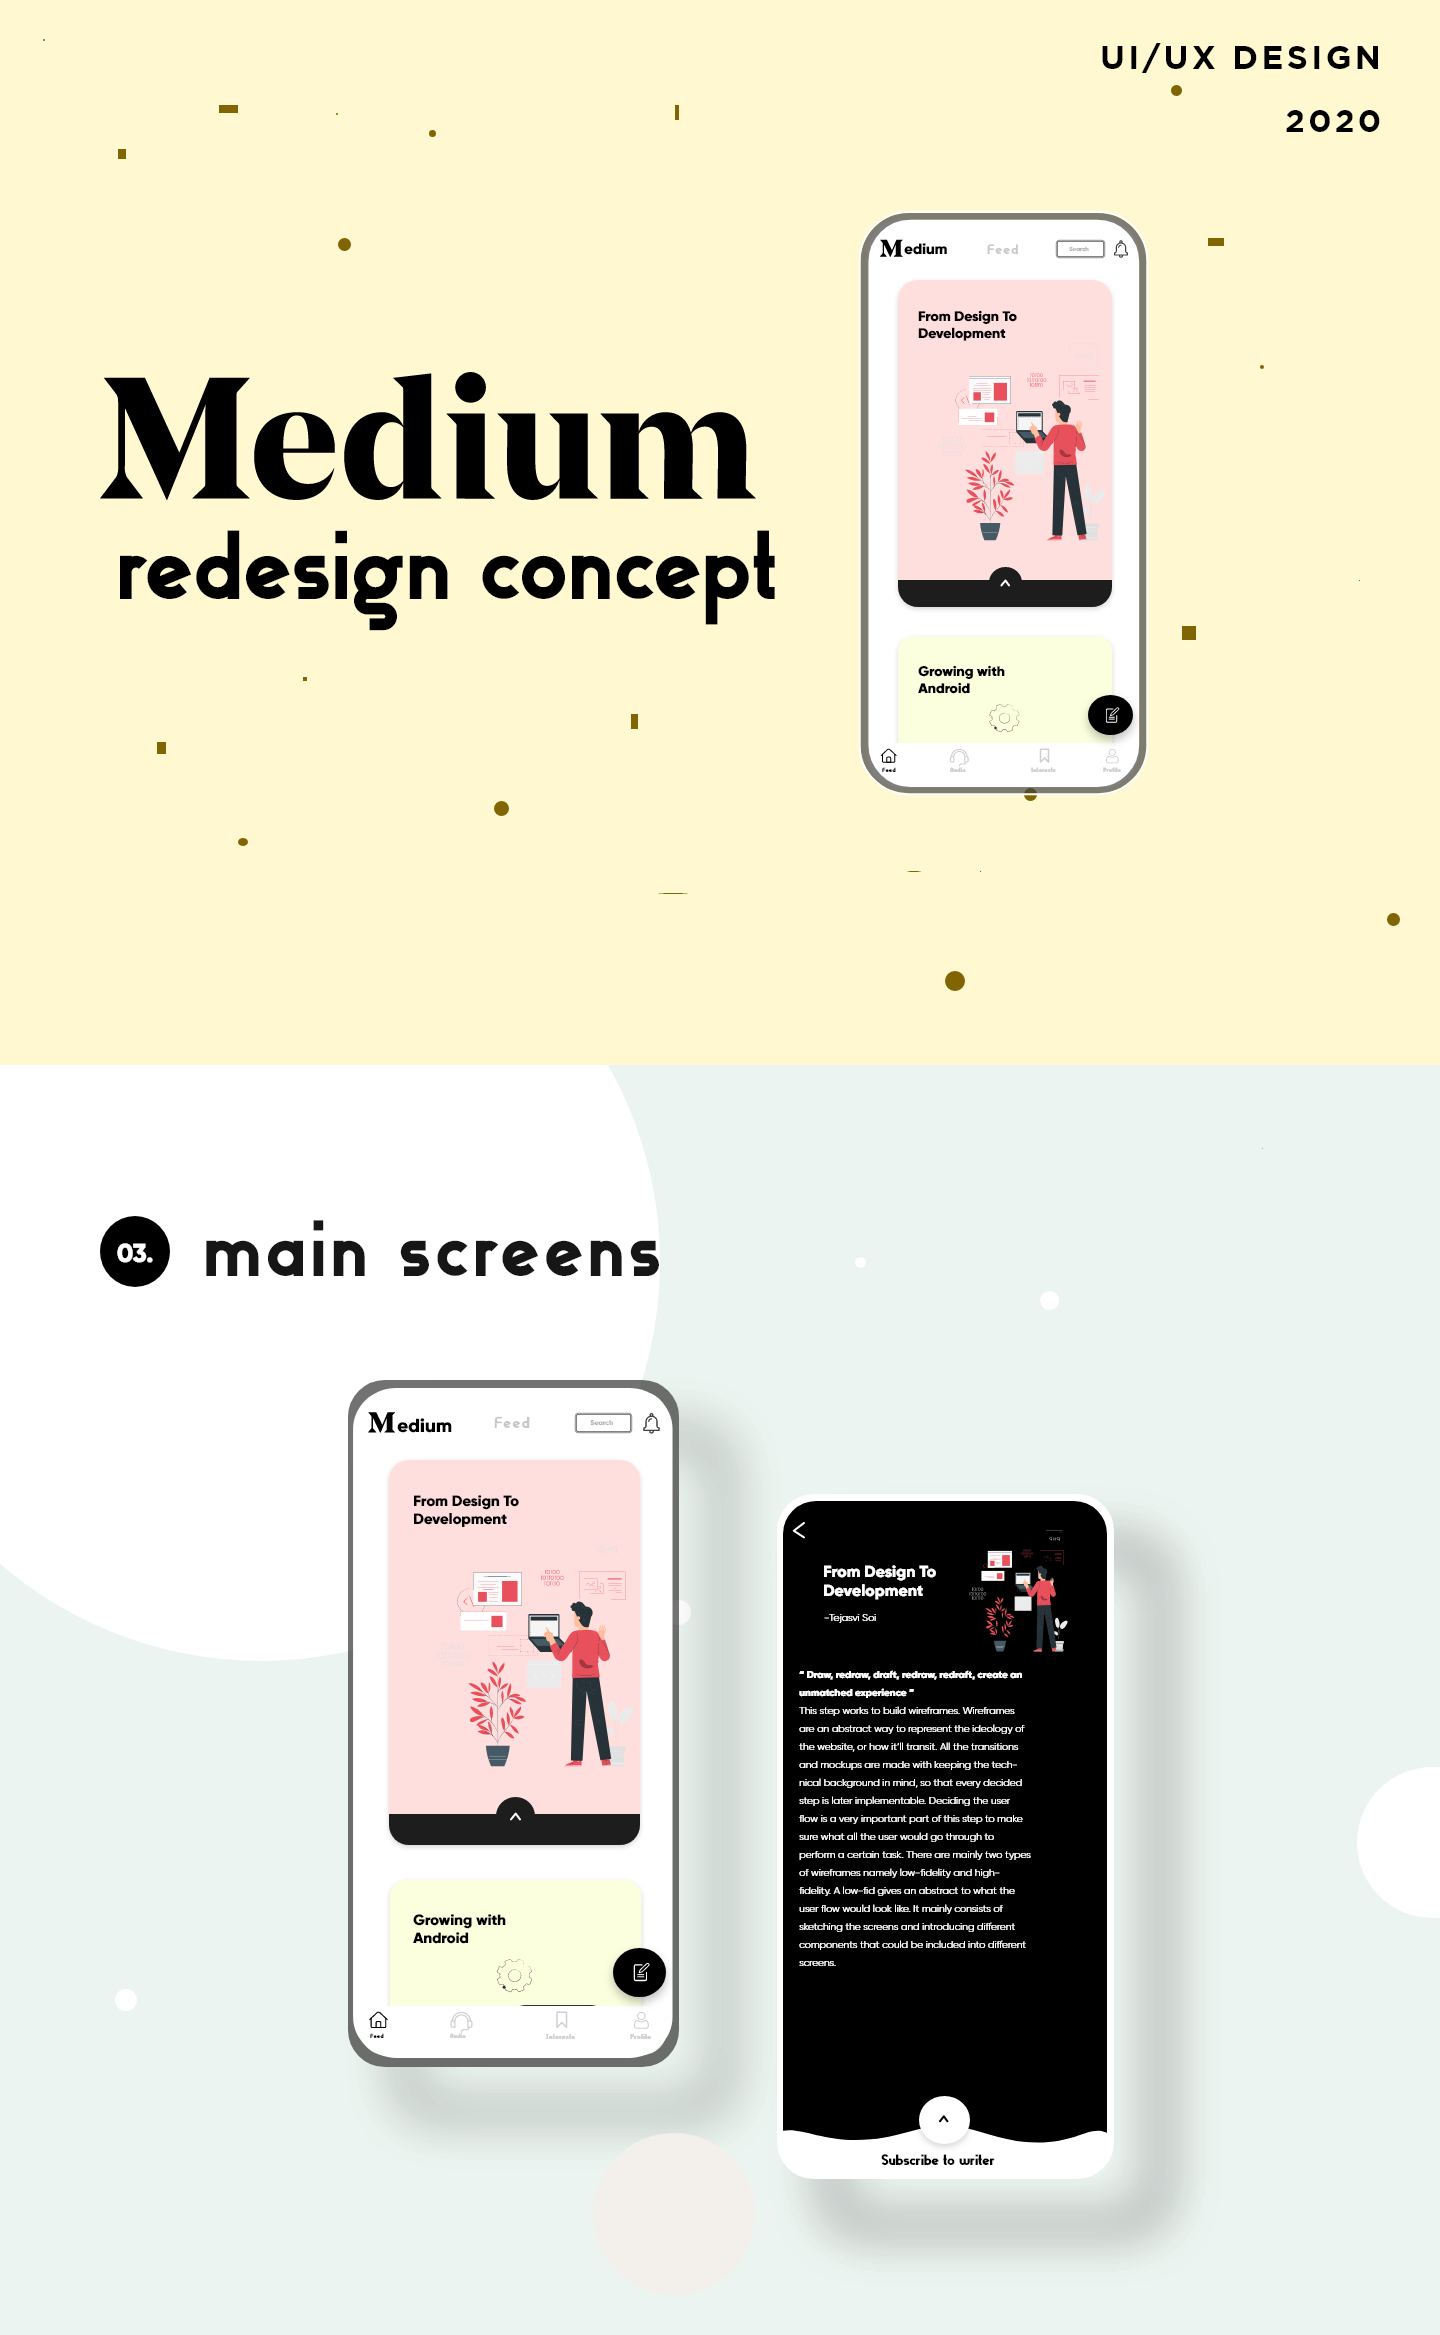 UI/UX DESIGN
2020
Medium
redesign concept
Medium
Feed
Search
From Design To
Development
Growing with
Android
Feed
Radio
Interests
Profile
03.
main screens
Medium
Feed
Search
From Design To
Development
Growing with
Android
Feed
Radio
Interests
Profile
From Design To
Development
-Tejasvi Soi
" Draw, redraw, draft, redraw, redraft, create an
unmatched experience "
This step works to build wireframes. Wireframes
are an abstract way to represent the ideology of
the website, or how it'll transit. All the transitions
and mockups are made with keeping the tech-
nical background in mind, so that every decided
step is later implementable. Deciding the user
flow is a very important part of this step to make
sure what all the user would go through to
perform a certain task. There are mainly two types
of wireframes namely low-fidelity and high-
fidelity. A low-fid gives an abstract to what the
user flow would look like. It mainly consists of
sketching the screens and introducing different
components that could be included into different
screens.
Subscribe to writer